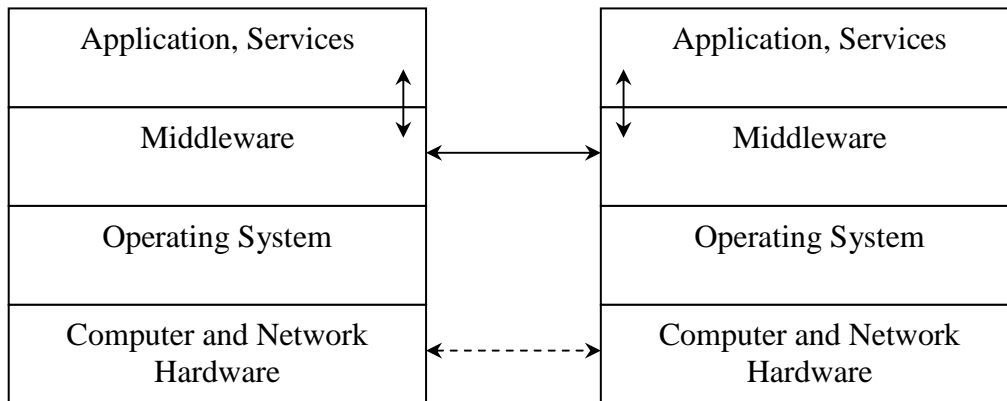 Application, Services
Middleware
Operating System
Computer and Network
Hardware
Application, Services
Middleware
Operating System
Computer and Network
Hardware